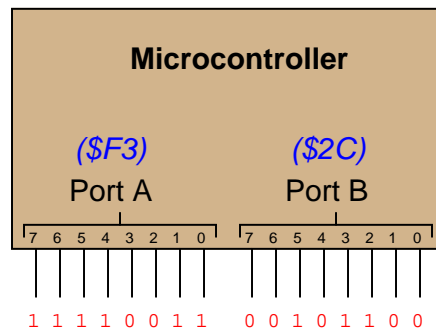 Microcontroller
($F3) ($2C)
Port A Port B
7 6 5 4 3 2 1 0 7 6 5 4 3 2 1 0
1 1 1 1 0 0 1 1 0 0 1 0 1 1 0 0